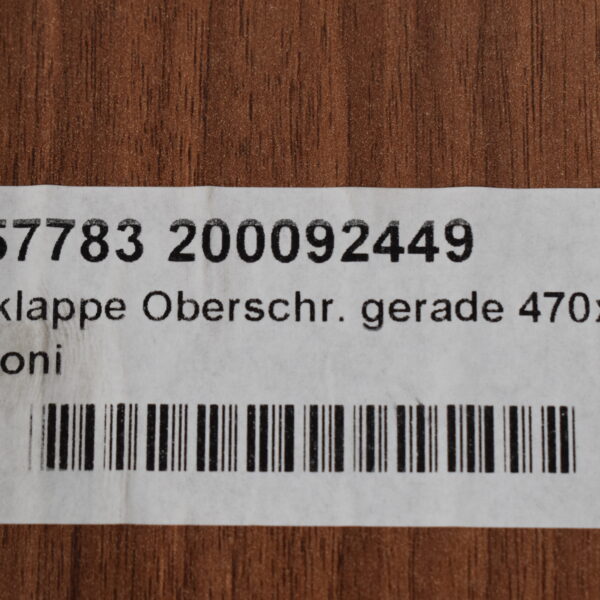 57783 200092449
klappe Oberschr. gerade 470x
oni